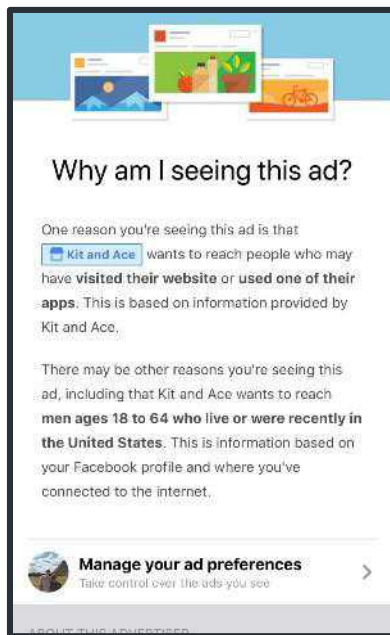 Why am I seeing this ad?
One reason you're seeing this ad is that
Kit and Ace wants to reach people who may
have visited their website or used one of their
apps. This is based on information provided by
Kit and Ace.
There may be other reasons you're seeing this
ad, including that Kit and Ace wants to reach
men ages 18 to 64 who live or were recently in
the United States. This is information based on
your Facebook profile and where you've
connected to the internet.
Manage your ad preferences
Take control over the ads you see
ABOUT THIS ADVERTISER